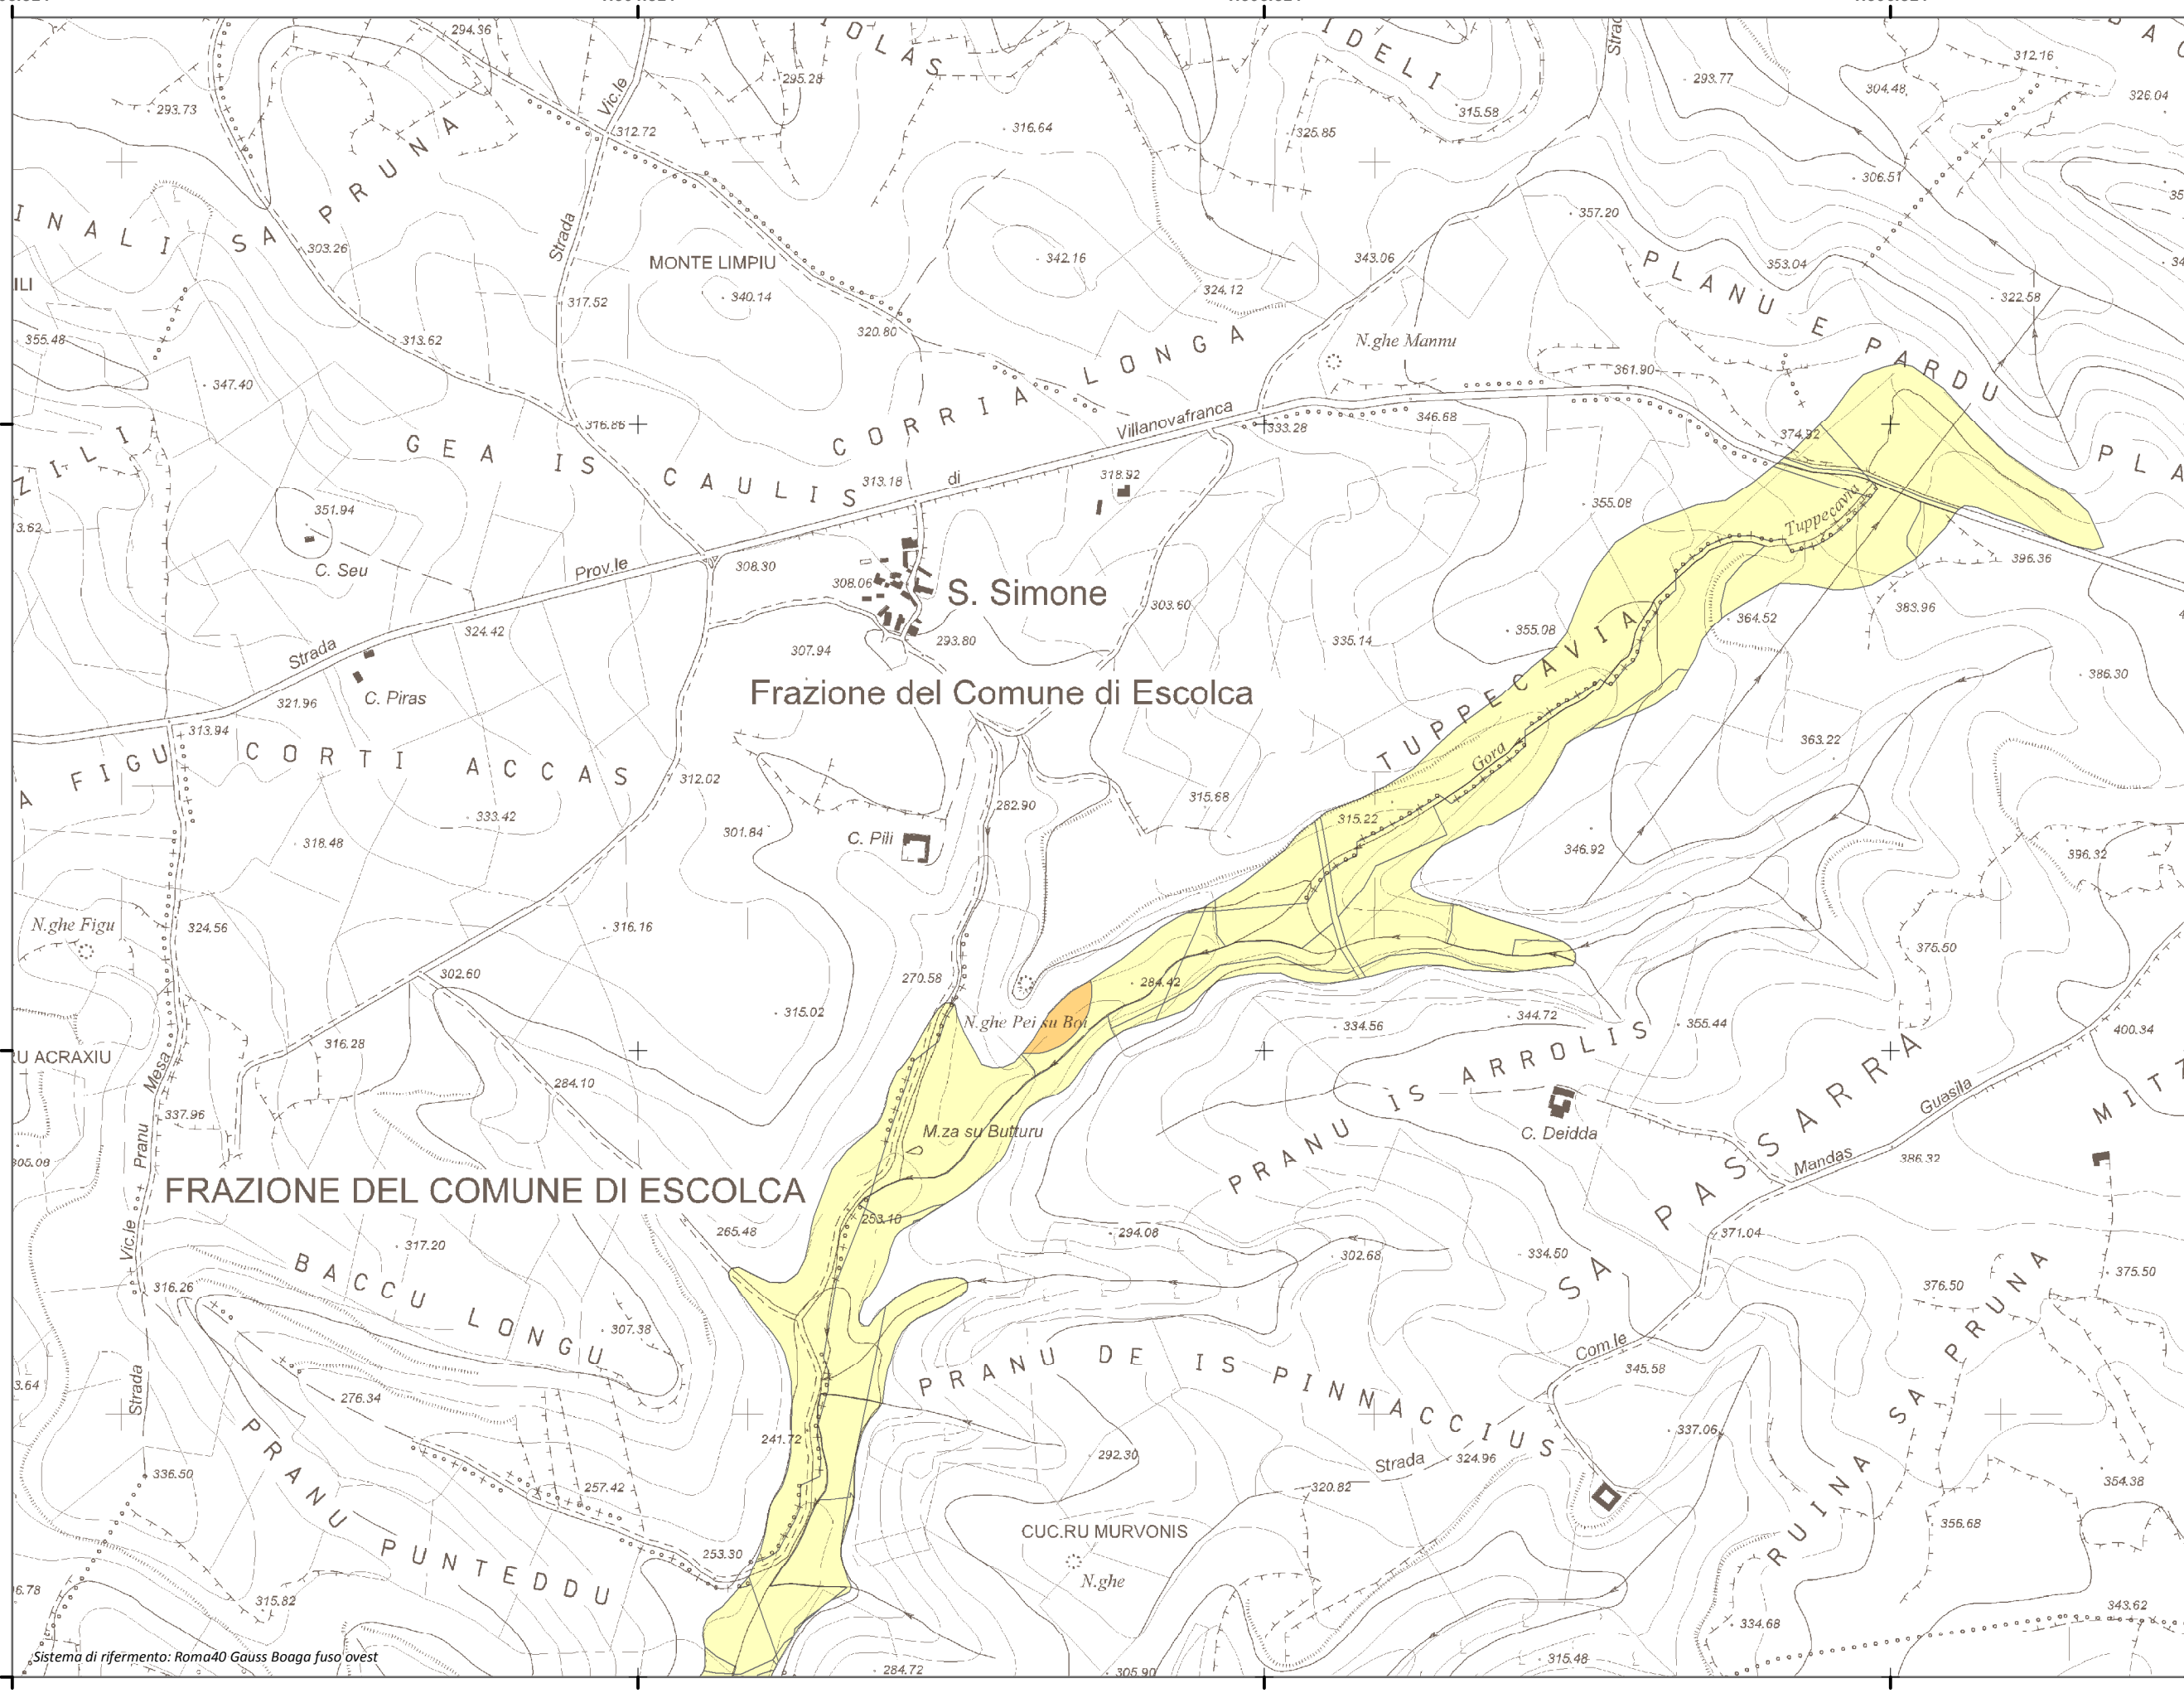 294.36
OLAS
IDELI
Strad
293.77
312.16
304.48
326.04
293.73
Vic.le
295.28
312.72
316.64
325.85
315.58
306.51
INALI SA PRUNA
303.26
Strada
MONTE LIMPIU
340.14
342.16
324.12
343.06
357.20
353.04
322.58
PLANU E PARDU
ILI
317.52
320.80
355.48
313.62
347.40
N.ghe Mannu
361.90
CORRIA LONGA
Villanovafranca
346.68
333.28
374.92
316.86
GEA IS CAULIS
313.18
di
318.92
ZILI
3.62
351.94
C. Seu
Prov.le
308.30
308.06
S. Simone
303.60
355.08
Tuppecavia
396.36
383.96
364.52
PLA
324.42
Strada
307.94
293.80
335.14
355.08
TUPPECAVIA
386.30
321.96
C. Piras
Frazione del Comune di Escolca
313.94
A FIGU
CORTI ACCAS
312.02
Gora
363.22
333.42
318.48
301.84
C. Pili
282.90
315.68
315.22
346.92
396.32
N.ghe Figu
324.56
316.16
302.60
270.58
284.42
375.50
315.02
N.ghe Pei su Boi
334.56
344.72
355.44
400.34
RU ACRAXIU
Mesa
316.28
284.10
337.96
PRANU IS ARROLIS
C. Deidda
Guasila
MITZ
M.za su Butturu
Pranu
305.08
Mandas
386.32
FRAZIONE DEL COMUNE DI ESCOLCA
253.10
265.48
SA PASSARRA
371.04
Vic.le
317.20
294.08
302.68
334.50
316.26
BACCU LONGU
376.50
375.50
307.38
Com.le
345.58
PRANU DE IS PINNACCIUS
3.64
Strada
276.34
241.72
292.30
Strada
324.96
337.06
RUINA SA PRUNA
336.50
257.42
320.82
354.38
PRANU PUNTEDDU
CUC.RU MURVONIS
N.ghe
356.68
253.30
6.78
315.82
343.62
334.68
Sistema di rifermento: Roma40 Gauss Boaga fuso ovest
284.72
305.90
315.48